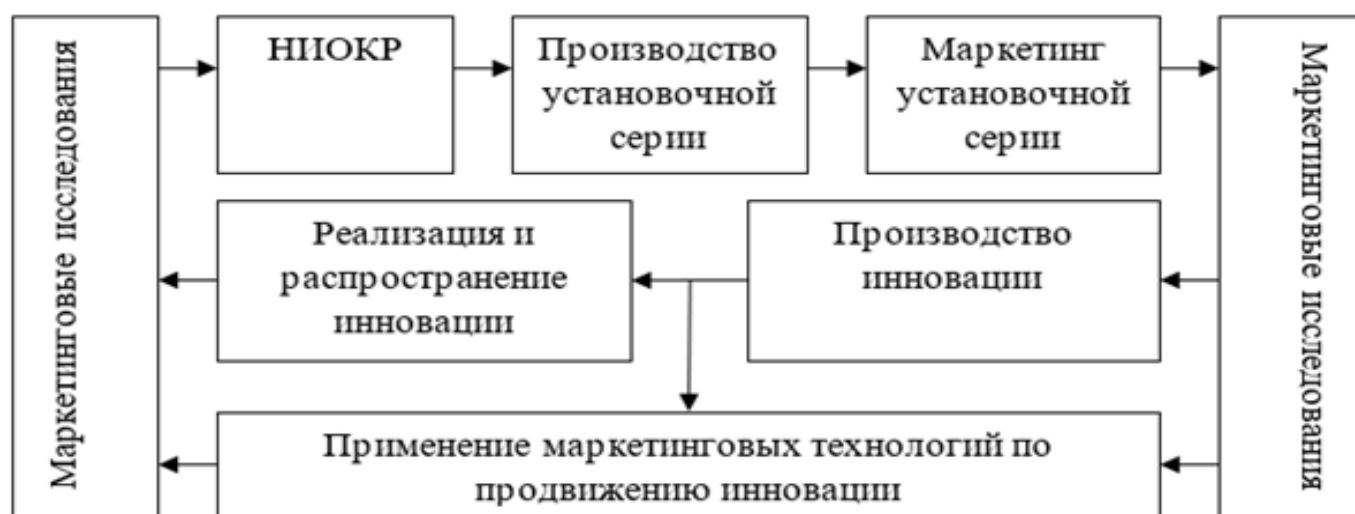 Маркетинговые исследования
НИОКР
Производство
установочной
серии
Маркетинг
установочной
серии
Маркетинговые исследования
Реализация и
распространение
инновации
Производство
инновации
Применение маркетинговых технологий по
продвижению инновации